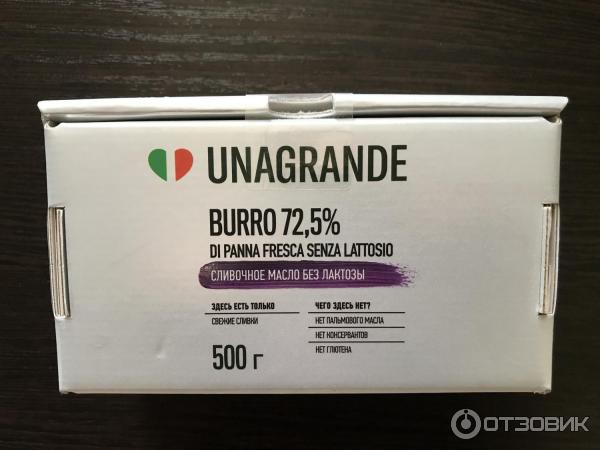 UNAGRANDE
BURRO 72,5%
DI PANNA FRESCA SENZA LATTOSIO
СЛИВОЧНОЕ МАСЛО БЕЗ ЛАКТОЗЫ
ЗДЕСЬ ЕСТЬ ТОЛЬКО
СВЕЖИЕ СЛИВКИ
500 г
ЧЕГО ЗДЕСЬ НЕТ?
НЕТ ПАЛЬМОВОГО МАСЛА
НЕТ КОНСЕРВАНТОВ
НЕТ ГЛЮТЕНА
ОТЗОВИК